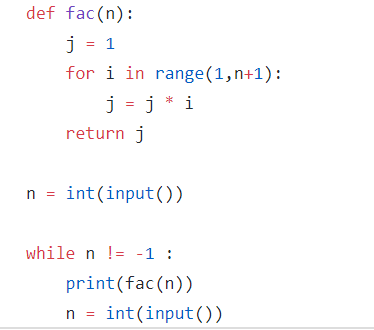 def fac(n):
    j = 1
    for i in range(1,n+1):
        j = j * i
    return j

n = int(input())

while n != -1 :
    print(fac(n))
    n = int(input())